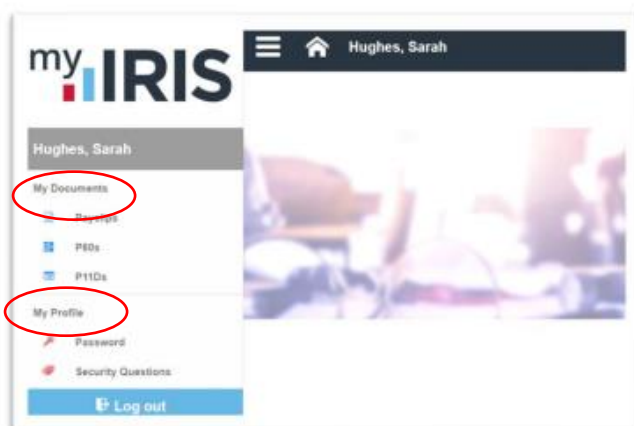 my IRIS
Hughes, Sarah
Hughes, Sarah
My Documents
Payslips
P60s
P11Ds
My Profile
Password
Security Questions
Log out